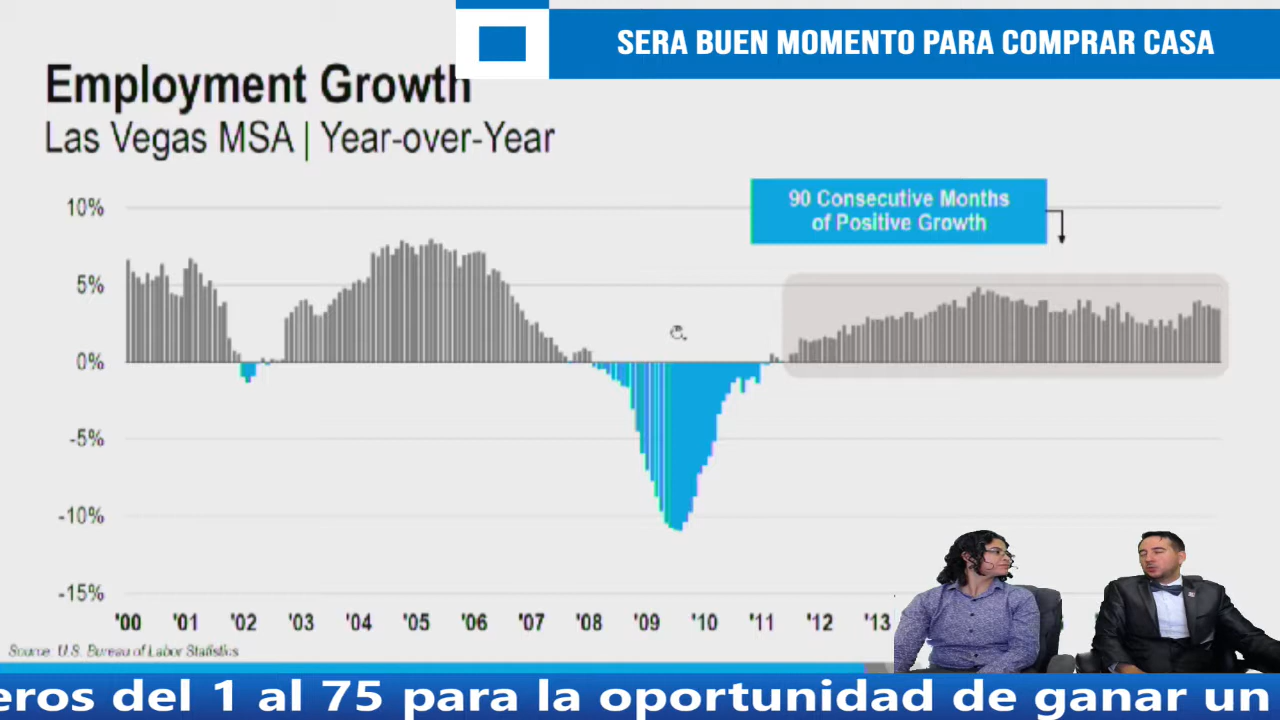 SERA BUEN MOMENTO PARA COMPRAR CASA
Employment Growth
Las Vegas MSA | Year-over-Year
90 Consecutive Months
of Positive Growth
10%
5%
0%
-5%
-10%
-15%
'00 '01 '02 '03 '04 '05 '06 '07 '08 '09 '10 '11 '12 '13
Source: U.S. Bureau of Labor Statistics
eros del 1 al 75 para la oportunidad de ganar un